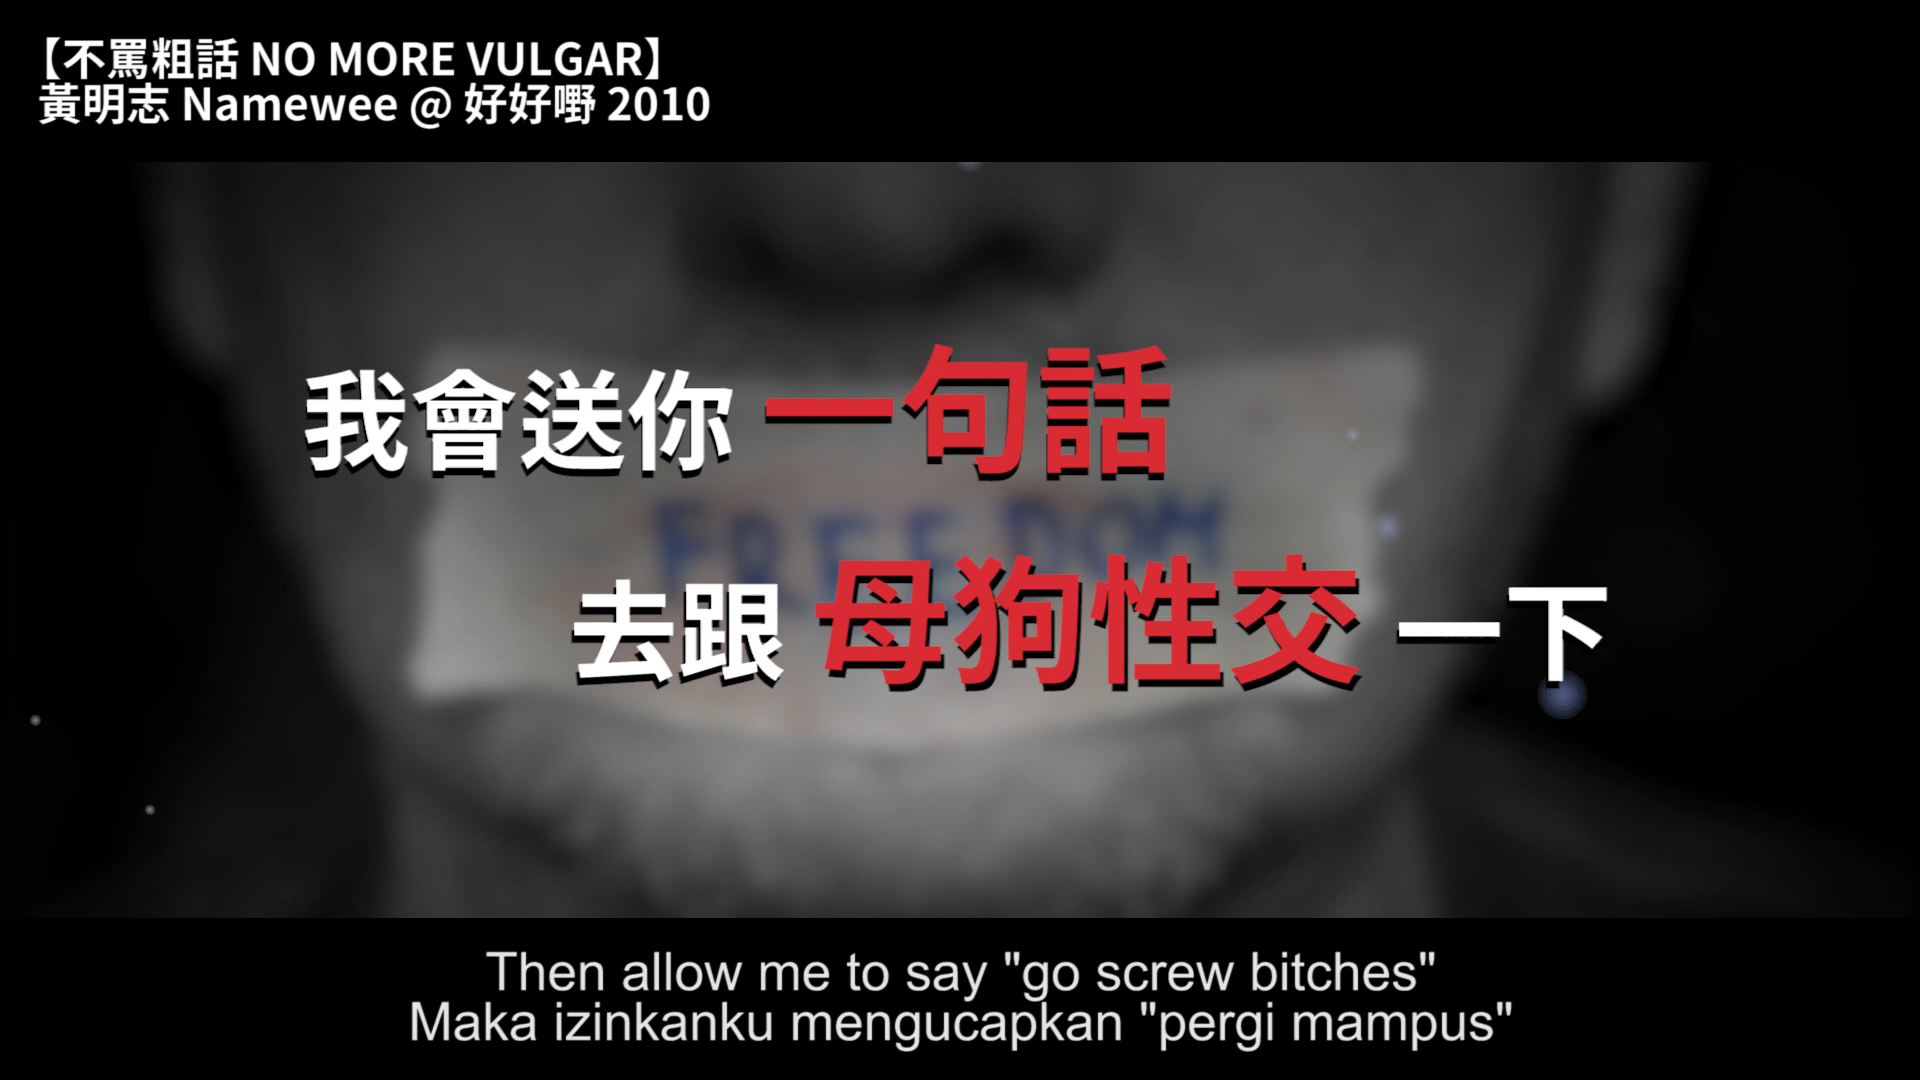 【不罵粗話 NO MORE VULGAR】
黃明志 Namewee @ 好好嘢 2010
FREEDOM
我會送你 一句話
去跟 母狗性交 一下
Then allow me to say "go screw bitches"
Maka izinkanku mengucapkan "pergi mampus"